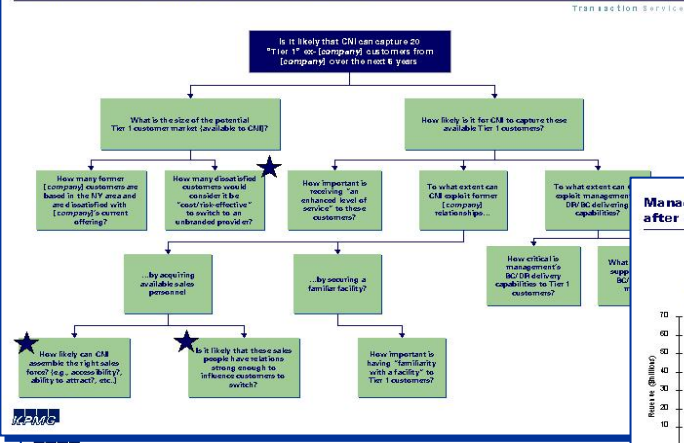 Transaction Service
Is it likely that CNI can capture 20
"Tier 1" ex-[company] customers from
[company] over the next 6 years
What is the size of the potential
Tier 1 customer market (available to CNI)?
How likely is it for CNI to capture these
available Tier 1 customers?
How many former
[company] customers are
based in the NY area and
are dissatisfied with
[company]'s current
offering?
How many dissatisfied
customers would
consider it be
"cost/risk-effective"
to switch to an
unbranded provider?
How important is
receiving "an
enhanced level of
service" to these
customers?
To what extent can
CNI exploit former
[company]
relationships...
To what extent can
exploit management
DR/BC delivering
capabilities?
...by acquiring
available sales
personnel
...by securing a
familiar facility?
How critical is
management's
BC/DR delivery
capabilities to Tier 1
customers?
What
supp
BC/
How likely can CNI
assemble the right sales
force? (e.g., accessibility?,
ability to attract?, etc..)
Is it likely that these sales
people have relations
strong enough to
influence customers to
switch?
How important is
having "familiarity
with a facility" to
Tier 1 customers?
KPMG
Mana
after
70
60
50
40
30
20
10
Revenue ($millions)